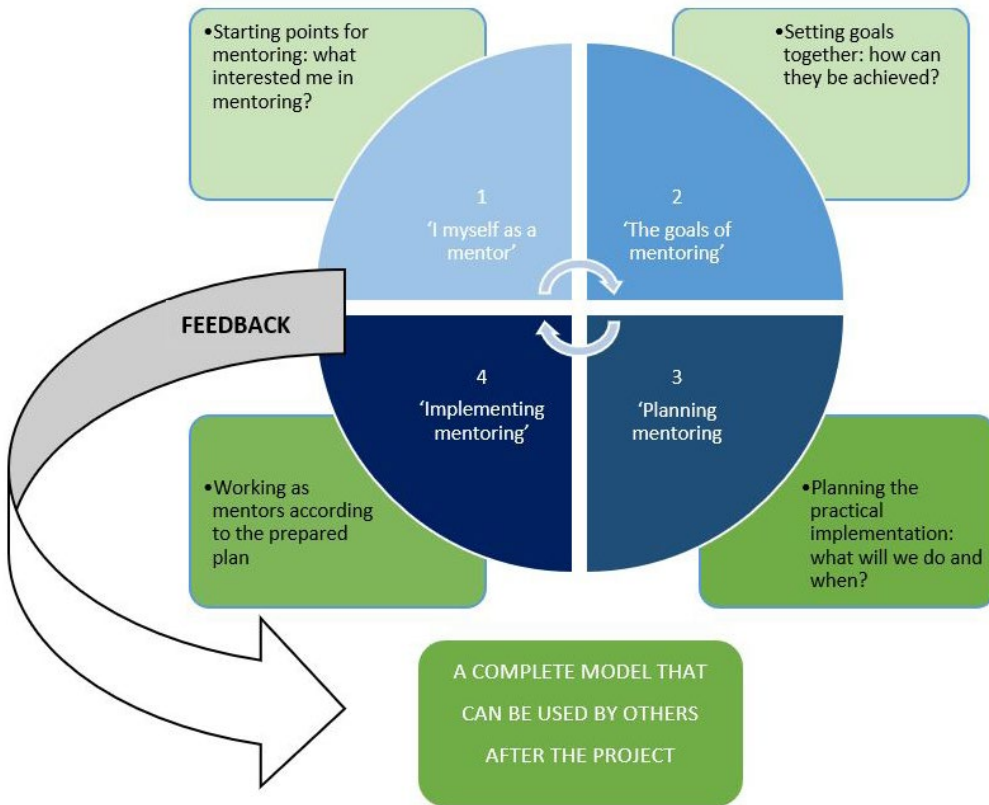 •Starting points for
mentoring: what
interested me in
mentoring?
•Setting goals
together: how can
they be achieved?
1
‘I myself as a
mentor’
2
‘The goals of
mentoring’
FEEDBACK
4
‘Implementing
mentoring’
3
‘Planning
mentoring
•Working as
mentors according
to the prepared
plan
•Planning the
practical
implementation:
what will we do and
when?
A COMPLETE MODEL THAT
CAN BE USED BY OTHERS
AFTER THE PROJECT